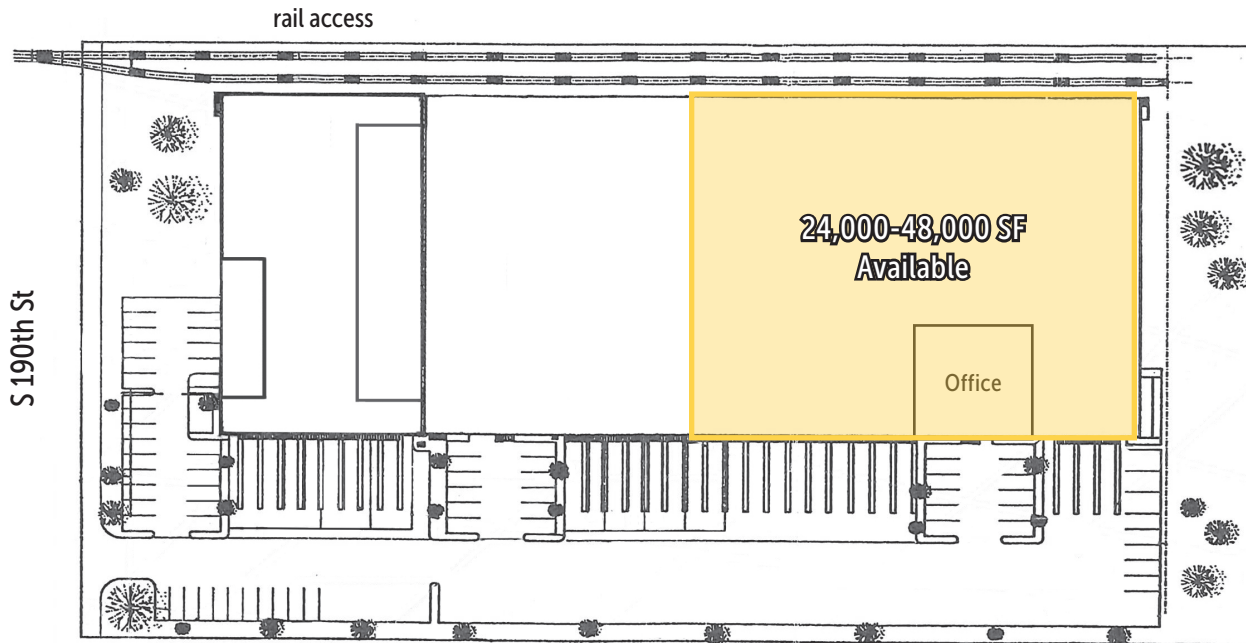 rail access
S 190th St
24,000-48,000 SF
Available
Office